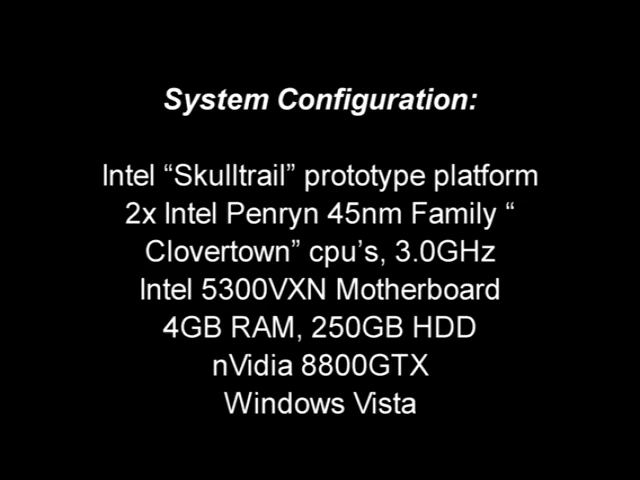 System Configuration:
Intel “Skulltrail” prototype platform
2x Intel Penryn 45nm Family “
Clovertown” cpu’s, 3.0GHz
Intel 5300VXN Motherboard
4GB RAM, 250GB HDD
nVidia 8800GTX
Windows Vista